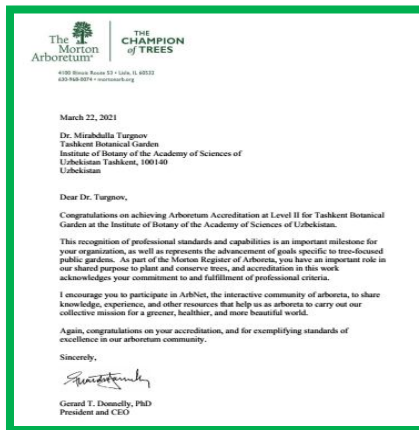 The
Morton
Arboretum
THE
CHAMPION
of TREES
4100 Illinois Route 53 • Lisle, IL 60532
630-968-0074 • mortonarb.org
March 22, 2021
Dr. Mirabdulla Turgnov
Tashkent Botanical Garden
Institute of Botany of the Academy of Sciences of
Uzbekistan Tashkent, 100140
Uzbekistan
Dear Dr. Turgnov,
Congratulations on achieving Arboretum Accreditation at Level II for Tashkent Botanical
Garden at the Institute of Botany of the Academy of Sciences of Uzbekistan.
This recognition of professional standards and capabilities is an important milestone for
your organization, as well as represents the advancement of goals specific to tree-focused
public gardens. As part of the Morton Register of Arboreta, you have an important role in
our shared purpose to plant and conserve trees, and accreditation in this work
acknowledges your commitment to and fulfillment of professional criteria.
I encourage you to participate in ArbNet, the interactive community of arboreta, to share
knowledge, experience, and other resources that help us as arboreta to carry out our
collective mission for a greener, healthier, and more beautiful world.
Again, congratulations on your accreditation, and for exemplifying standards of
excellence in our arboretum community.
Sincerely,
Gerard T. Donnelly, PhD
President and CEO